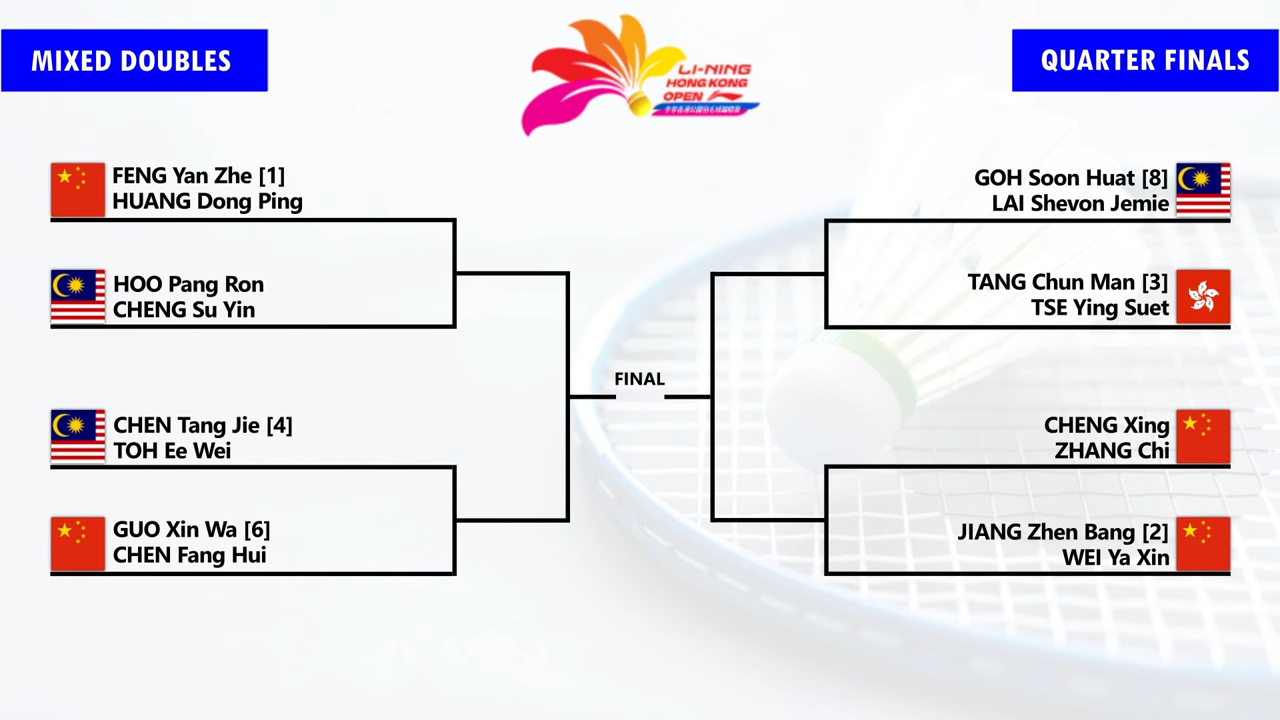 MIXED DOUBLES
LI-NING
HONG KONG
OPEN
QUARTER FINALS
FENG Yan Zhe [1]
HUANG Dong Ping
HOO Pang Ron
CHENG Su Yin
CHEN Tang Jie [4]
TOH Ee Wei
GUO Xin Wa [6]
CHEN Fang Hui
FINAL
GOH Soon Huat [8]
LAI Shevon Jemie
TANG Chun Man [3]
TSE Ying Suet
CHENG Xing
ZHANG Chi
JIANG Zhen Bang [2]
WEI Ya Xin